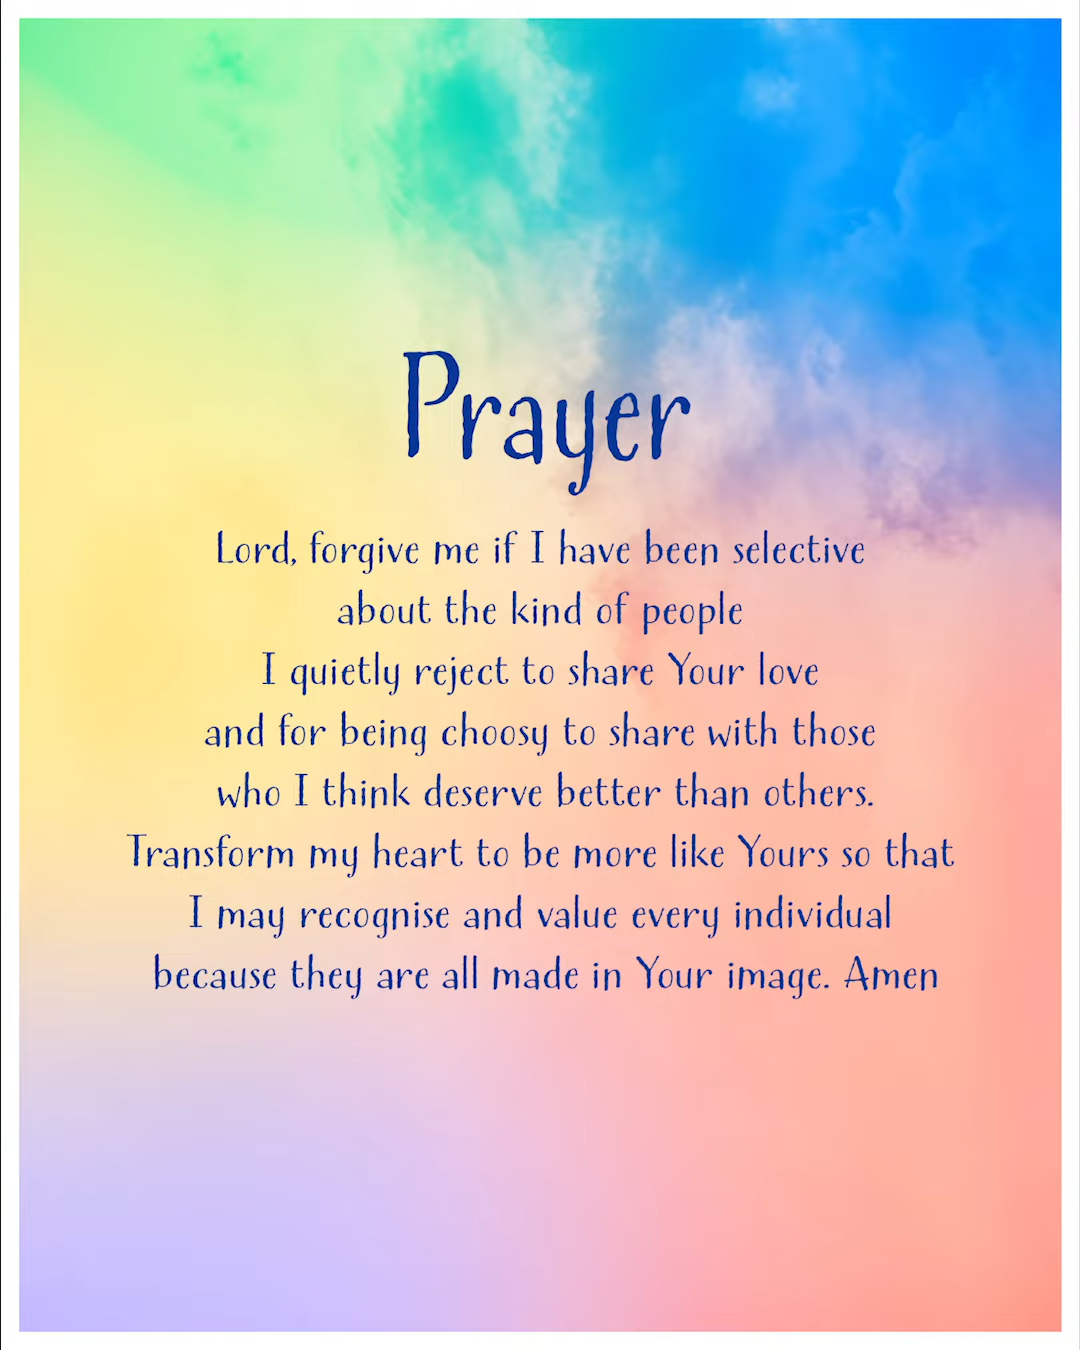 Prayer
Lord, forgive me if I have been selective
about the kind of people
I quietly reject to share Your love
and for being choosy to share with those
who I think deserve better than others.
Transform my heart to be more like Yours so that
I may recognise and value every individual
because they are all made in Your image. Amen